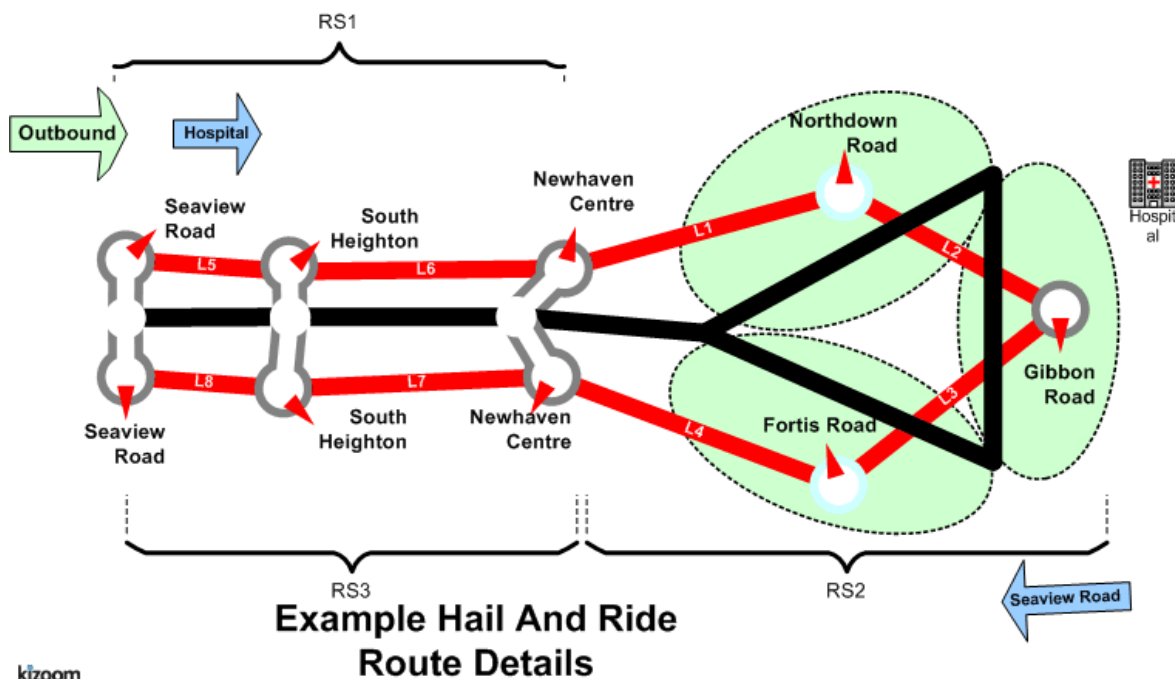 RS1
Outbound
Hospital
Northdown
Road
Newhaven
Centre
Seaview
Road
South
Heighton
Hospit
al
L1
L2
L5
L6
L8
L7
L3
L4
Gibbon
Road
Fortis Road
Seaview
Road
South
Heighton
Newhaven
Centre
RS3
RS2
Seaview Road
Example Hail And Ride
Route Details
kizoom